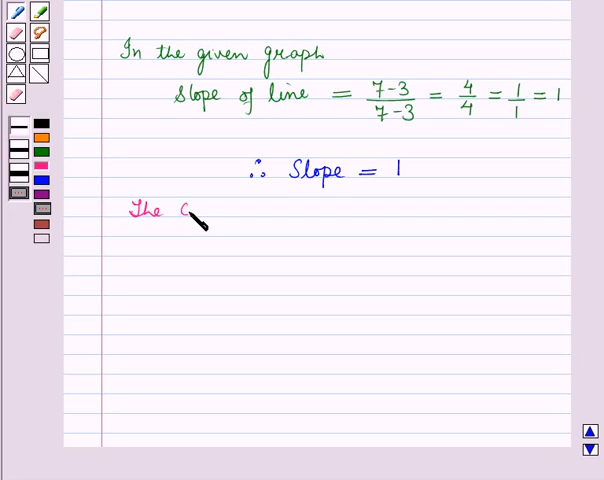 In the given graph
Slope of line = 7-3/7-3 = 4/4 = 1/1 = 1
∴ Slope = 1
The